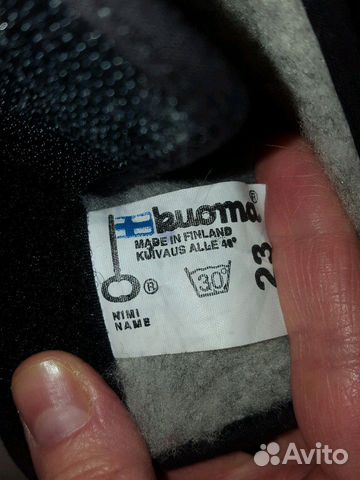 kuoma®
MADE IN FINLAND
KUIVAUS ALLE 40°
30°
23
®
NIMI
NAME
Avito